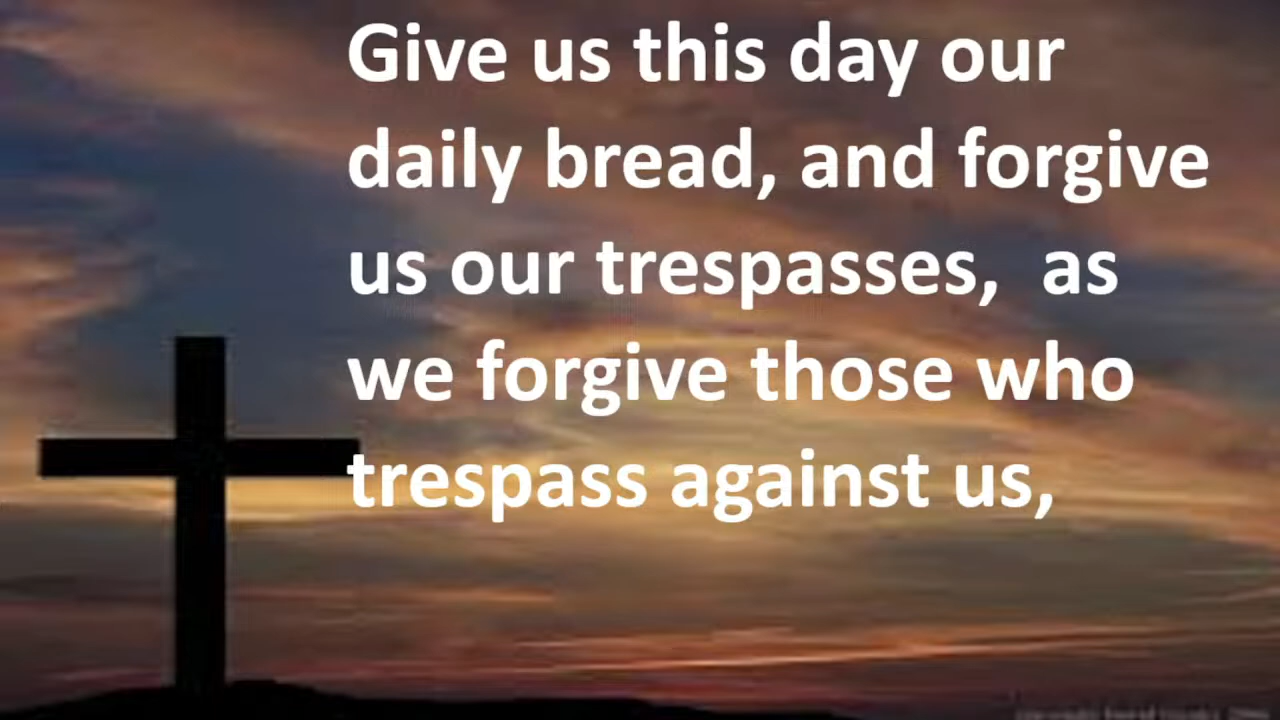 Give us this day our
daily bread, and forgive
us our trespasses,  as
we forgive those who
trespass against us,